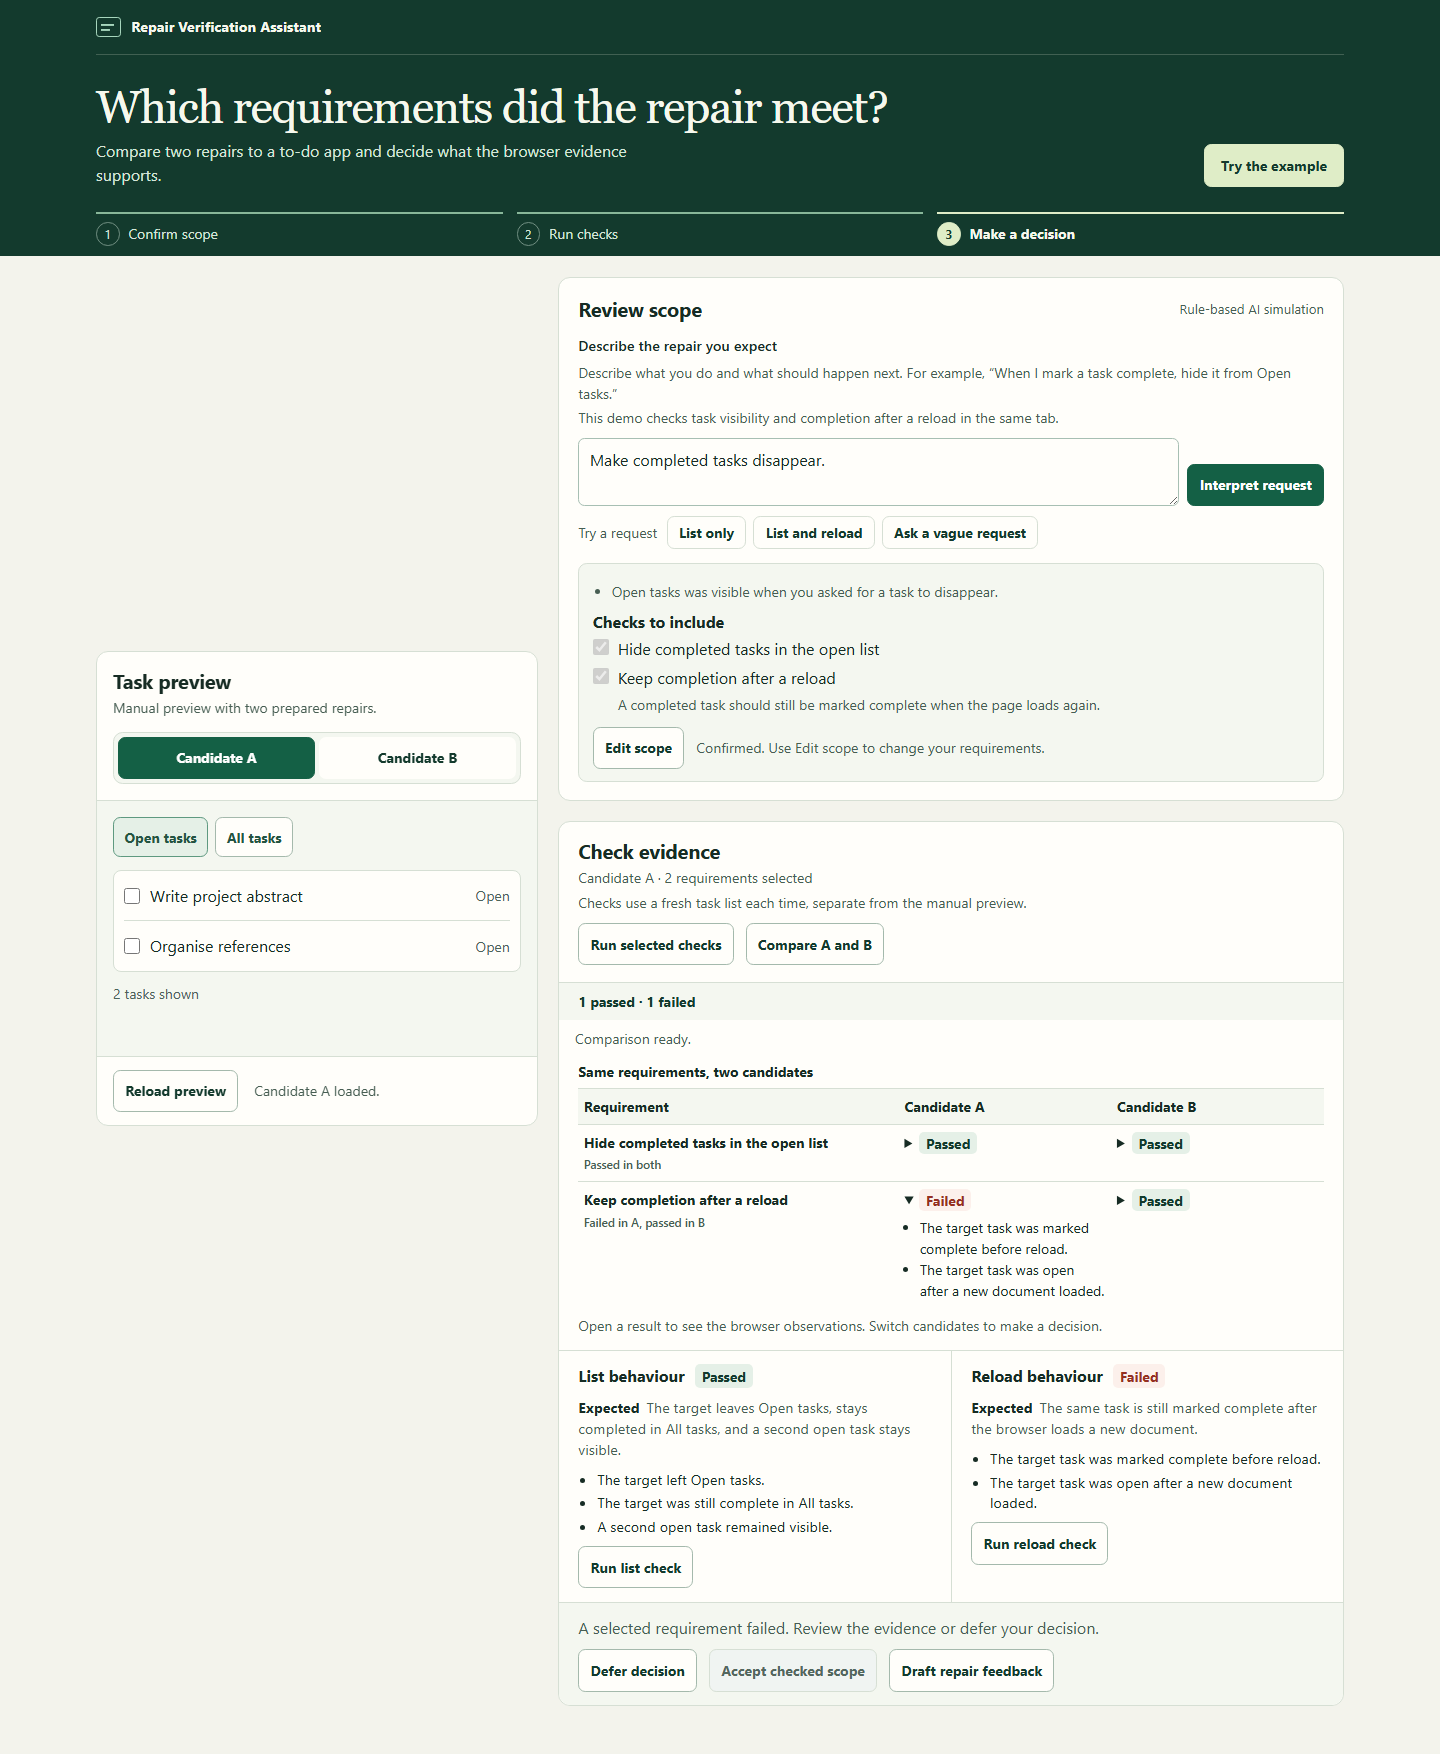 Repair Verification Assistant
Which requirements did the repair meet?
Compare two repairs to a to-do app and decide what the browser evidence
supports.
Try the example
1 Confirm scope
2 Run checks
3 Make a decision
Review scope
Rule-based AI simulation
Describe the repair you expect
Describe what you do and what should happen next. For example, “When I mark a task complete, hide it from Open
tasks.”
This demo checks task visibility and completion after a reload in the same tab.
Make completed tasks disappear.
Interpret request
Try a request
List only
List and reload
Ask a vague request
• Open tasks was visible when you asked for a task to disappear.
Checks to include
Hide completed tasks in the open list
Keep completion after a reload
A completed task should still be marked complete when the page loads again.
Edit scope
Confirmed. Use Edit scope to change your requirements.
Task preview
Manual preview with two prepared repairs.
Candidate A
Candidate B
Open tasks
All tasks
Write project abstract
Open
Organise references
Open
2 tasks shown
Reload preview
Candidate A loaded.
Check evidence
Candidate A · 2 requirements selected
Checks use a fresh task list each time, separate from the manual preview.
Run selected checks
Compare A and B
1 passed · 1 failed
Comparison ready.
Same requirements, two candidates
Requirement
Candidate A
Candidate B
Hide completed tasks in the open list
Passed in both
Passed
Passed
Keep completion after a reload
Failed in A, passed in B
Failed
• The target task was marked
complete before reload.
• The target task was open
after a new document loaded.
Passed
Open a result to see the browser observations. Switch candidates to make a decision.
List behaviour
Passed
Expected The target leaves Open tasks, stays
completed in All tasks, and a second open task stays
visible.
• The target left Open tasks.
• The target was still complete in All tasks.
• A second open task remained visible.
Run list check
Reload behaviour
Failed
Expected The same task is still marked complete after
the browser loads a new document.
• The target task was marked complete before reload.
• The target task was open after a new document
loaded.
Run reload check
A selected requirement failed. Review the evidence or defer your decision.
Defer decision
Accept checked scope
Draft repair feedback